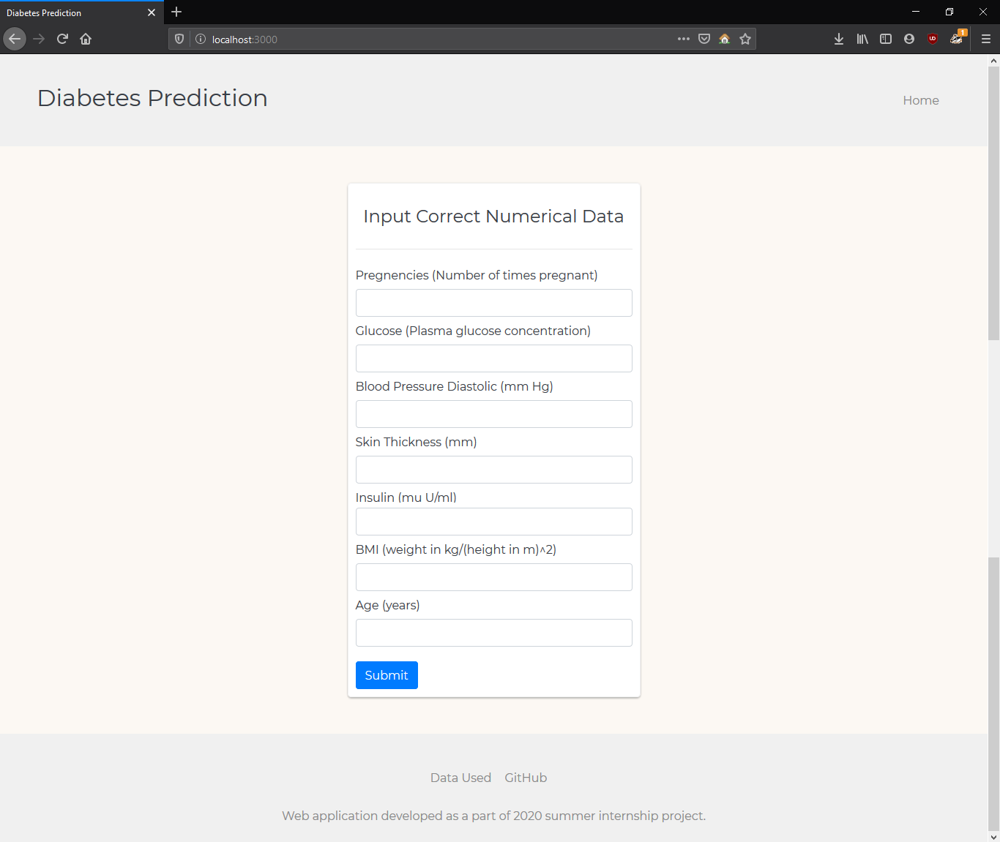 Diabetes Prediction
localhost:3000
1
Diabetes Prediction
Home
Input Correct Numerical Data
Pregnencies (Number of times pregnant)
Glucose (Plasma glucose concentration)
Blood Pressure Diastolic (mm Hg)
Skin Thickness (mm)
Insulin (mu U/ml)
BMI (weight in kg/(height in m)^2)
Age (years)
Submit
Data Used GitHub
Web application developed as a part of 2020 summer internship project.